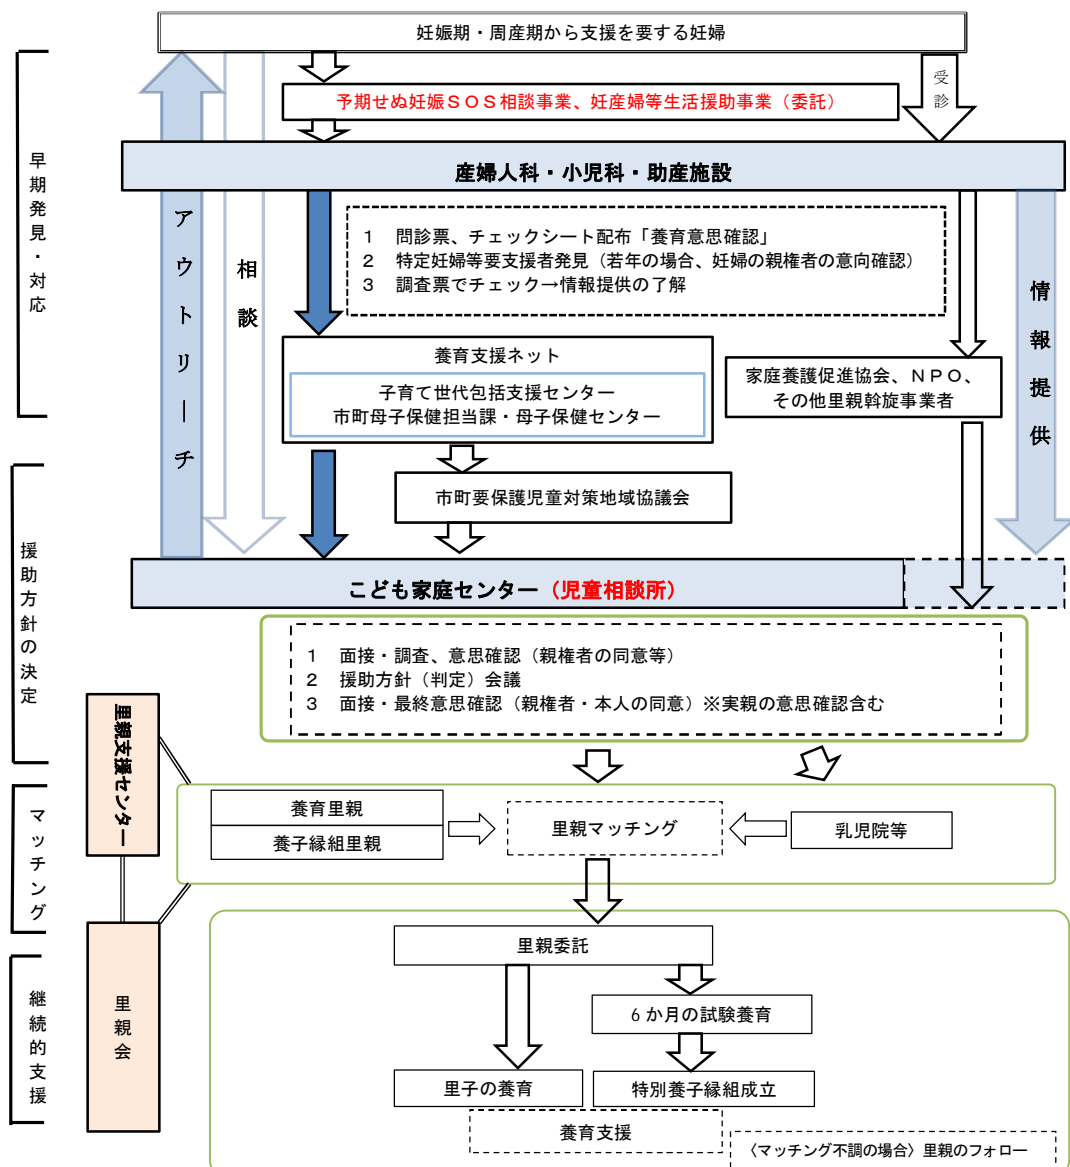 妊娠期・周産期から支援を要する妊婦
早期発見・対応
受診
予期せぬ妊娠ＳＯＳ相談事業、妊産婦等生活援助事業（委託）
産婦人科・小児科・助産施設
アウトリーチ
相談
1　問診票、チェックシート配布「養育意思確認」
2　特定妊婦等要支援者発見（若年の場合、妊婦の親権者の意向確認）
3　調査票でチェック→情報提供の了解
情報提供
養育支援ネット
子育て世代包括支援センター
市町母子保健担当課・母子保健センター
家庭養護促進協会、ＮＰＯ、
その他里親斡旋事業者
援助方針の決定
市町要保護児童対策地域協議会
こども家庭センター（児童相談所）
1　面接・調査、意思確認（親権者の同意等）
2　援助方針（判定）会議
3　面接・最終意思確認（親権者・本人の同意）※実親の意思確認含む
里親支援センター
マッチング
養育里親
養子縁組里親
里親マッチング
乳児院等
継続的支援
里親会
里親委託
6か月の試験養育
里子の養育
特別養子縁組成立
養育支援
〈マッチング不調の場合〉里親のフォロー